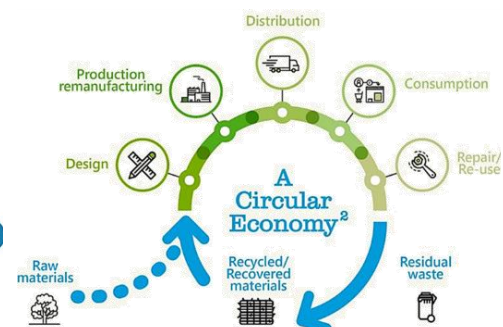 Distribution
Production
remanufacturing
Consumption
Design
Repair/
Re-use
A
Circular
Economy²
Raw
materials
Recycled/
Recovered
materials
Residual
waste